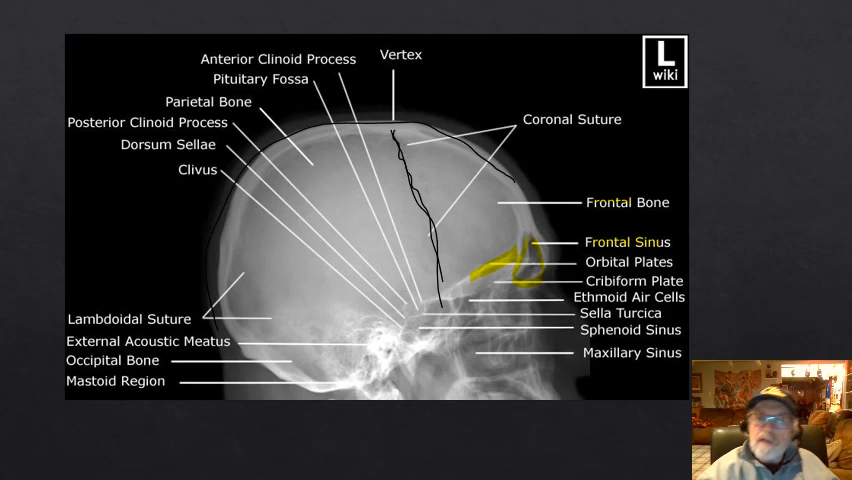 L
wiki
Vertex
Anterior Clinoid Process
Pituitary Fossa
Parietal Bone
Posterior Clinoid Process
Dorsum Sellae
Clivus
Coronal Suture
Frontal Bone
Frontal Sinus
Orbital Plates
Cribiform Plate
Ethmoid Air Cells
Sella Turcica
Sphenoid Sinus
Maxillary Sinus
Lambdoidal Suture
External Acoustic Meatus
Occipital Bone
Mastoid Region